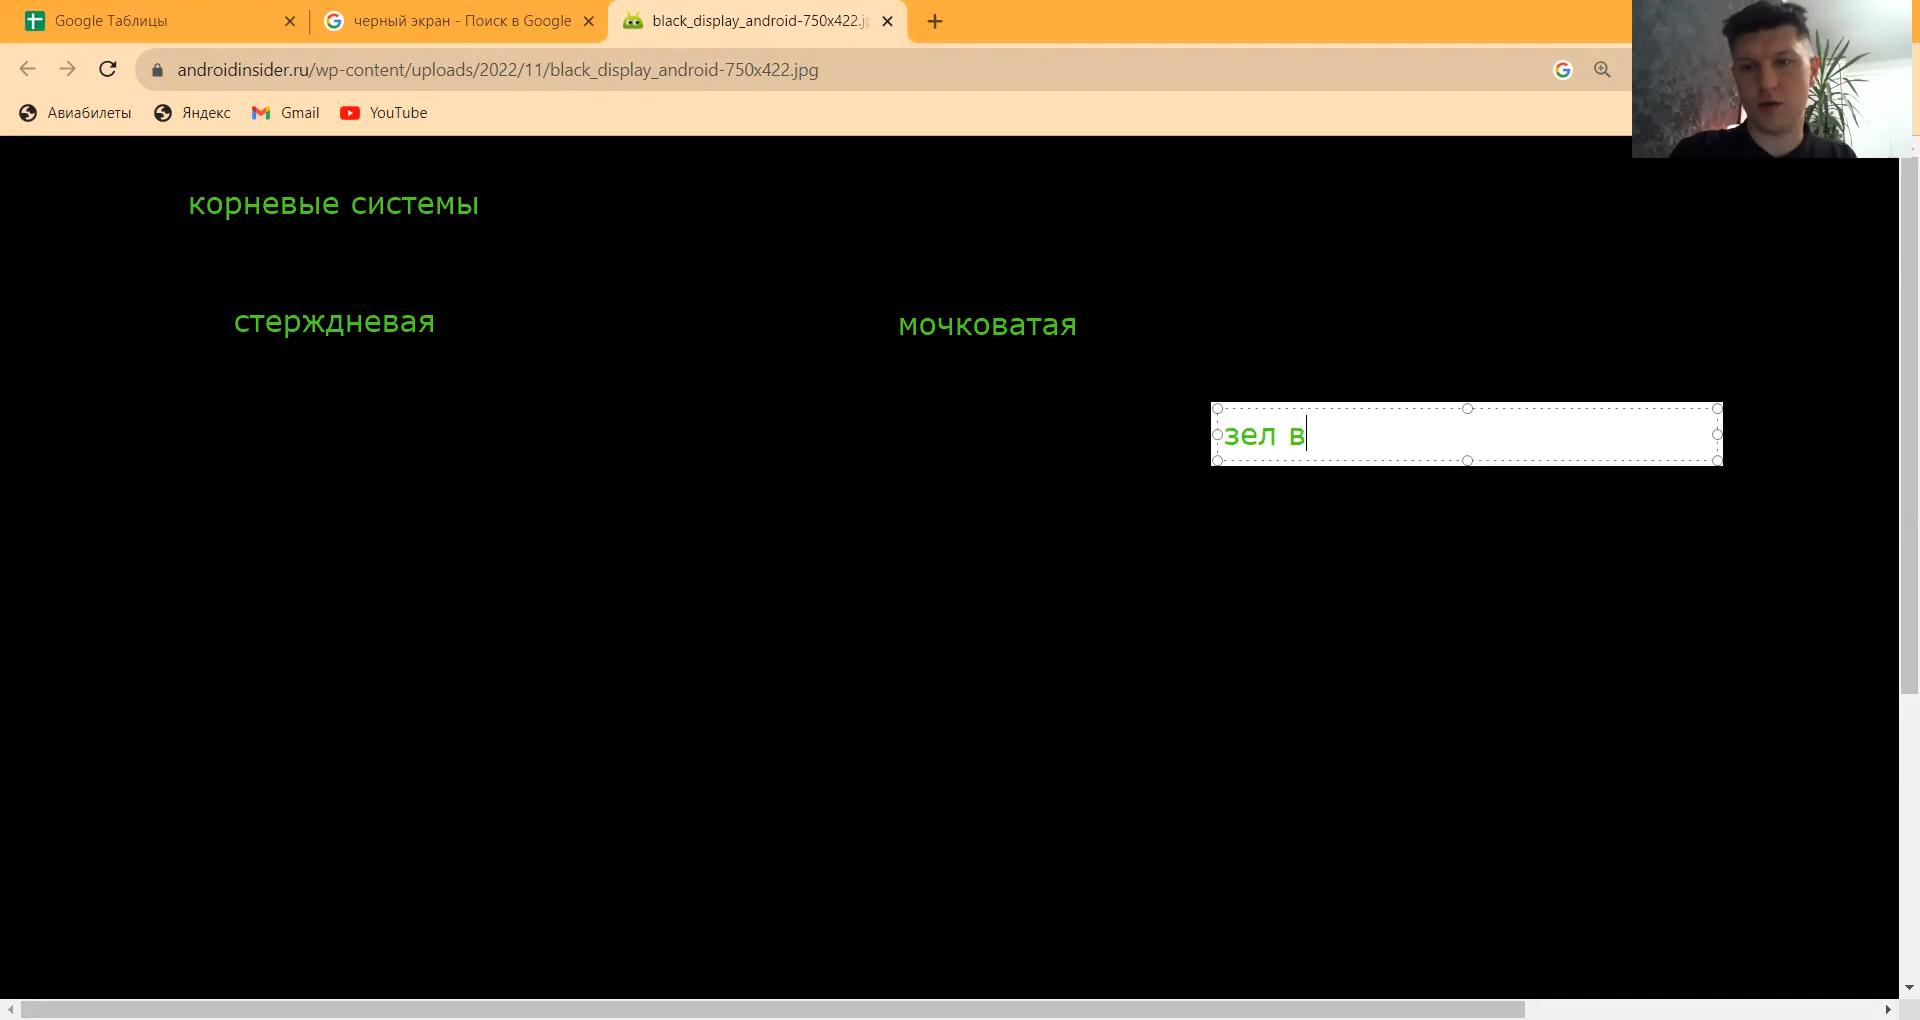 Google Таблицы
черный экран - Поиск в Google
black_display_android-750x422.j
androidinsider.ru/wp-content/uploads/2022/11/black_display_android-750x422.jpg
Авиабилеты
Яндекс
Gmail
YouTube
корневые системы
стерждневая
мочковатая
зел в